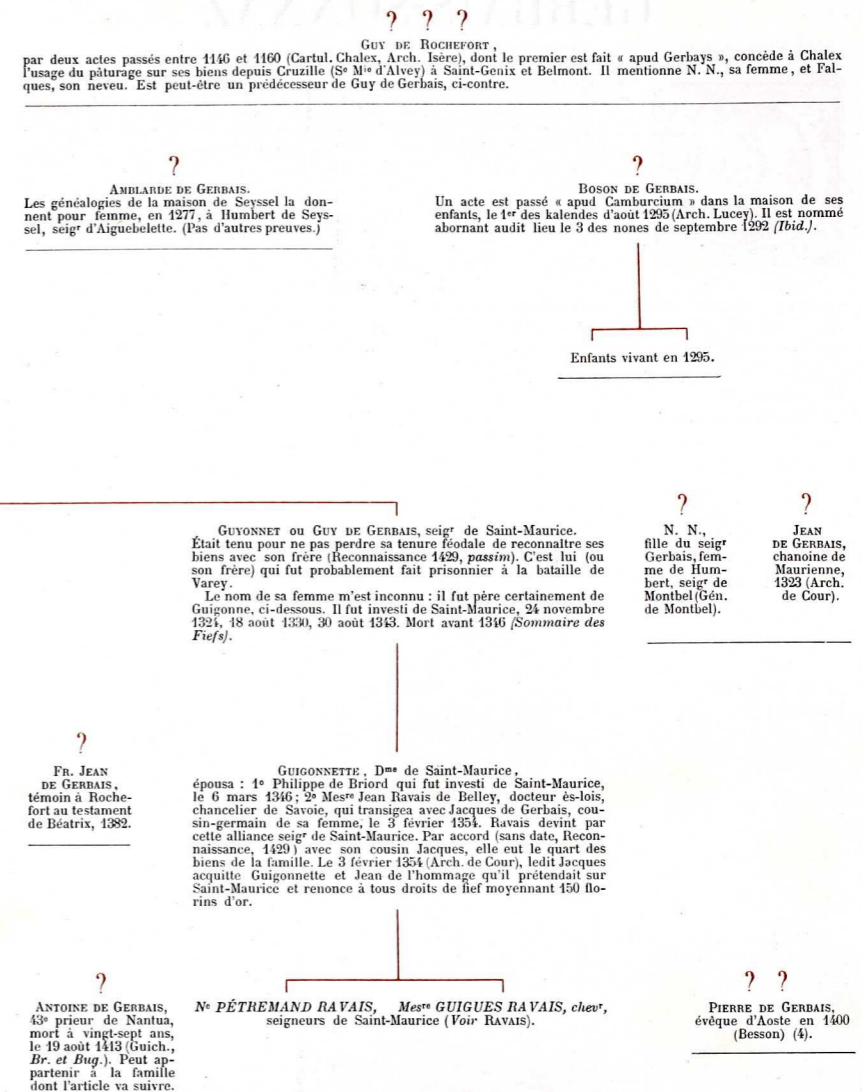 ? ? ?
GUY DE ROCHEFORT,
par deux actes passés entre 1146 et 1160 (Cartul. Chalex, Arch. Isère), dont le premier est fait « apud Gerbays », concède à Chalex
l'usage du pâturage sur ses biens depuis Cruzille (Se Mie d'Alvey) à Saint-Genix et Belmont. Il mentionne N. N., sa femme, et Fal-
ques, son neveu. Est peut-être un prédécesseur de Guy de Gerbais, ci-contre.
?
AMBLARDE DE GERBAIS.
Les généalogies de la maison de Seyssel la don-
nent pour femme, en 1277, à Humbert de Seys-
sel, seigr d'Aiguebelette. (Pas d'autres preuves.)
?
BOSON DE GERBAIS.
Un acte est passé « apud Camburcium » dans la maison de ses
enfants, le 1er des kalendes d'août 1295 (Arch. Lucey). Il est nommé
abornant audit lieu le 3 des nones de septembre 1292 (Ibid.).
Enfants vivant en 1295.
GUYONNET OU GUY DE GERBAIS, seigr de Saint-Maurice.
Était tenu pour ne pas perdre sa tenure féodale de reconnaître ses
biens avec son frère (Reconnaissance 1429, passim). C'est lui (ou
son frère) qui fut probablement fait prisonnier à la bataille de
Varey.
Le nom de sa femme m'est inconnu : il fut père certainement de
Guigonne, ci-dessous. Il fut investi de Saint-Maurice, 24 novembre
1324, 18 août 1330, 30 août 1343. Mort avant 1346 (Sommaire des
Fiefs).
?
N. N.,
fille du seigr
Gerbais, fem-
me de Hum-
bert, seigr de
Montbel (Gén.
de Montbel).
?
JEAN
DE GERBAIS,
chanoine de
Maurienne,
1323 (Arch.
de Cour).
?
FR. JEAN
DE GERBAIS,
témoin à Roche-
fort au testament
de Béatrix, 1382.
GUIGONNETTE, Dme de Saint-Maurice,
épousa : 1o Philippe de Briord qui fut investi de Saint-Maurice,
le 6 mars 1346; 2o Mesre Jean Ravais de Belley, docteur ès-lois,
chancelier de Savoie, qui transigea avec Jacques de Gerbais, cou-
sin-germain de sa femme, le 3 février 1354. Ravais devint par
cette alliance seigr de Saint-Maurice. Par accord (sans date, Recon-
naissance, 1429) avec son cousin Jacques, elle eut le quart des
biens de la famille. Le 3 février 1354 (Arch. de Cour), ledit Jacques
acquitte Guigonnette et Jean de l'hommage qu'il prétendait sur
Saint-Maurice et renonce à tous droits de fief moyennant 150 flo-
rins d'or.
?
ANTOINE DE GERBAIS,
43e prieur de Nantua,
mort à vingt-sept ans,
le 19 août 1413 (Guich.,
Br. et Bug.). Peut ap-
partenir à la famille
dont l'article va suivre.
Ne PÉTREMAND RAVAIS, Mesre GUIGUES RAVAIS, chevr,
seigneurs de Saint-Maurice (Voir RAVAIS).
? ?
PIERRE DE GERBAIS,
évêque d'Aoste en 1400
(Besson) (4).